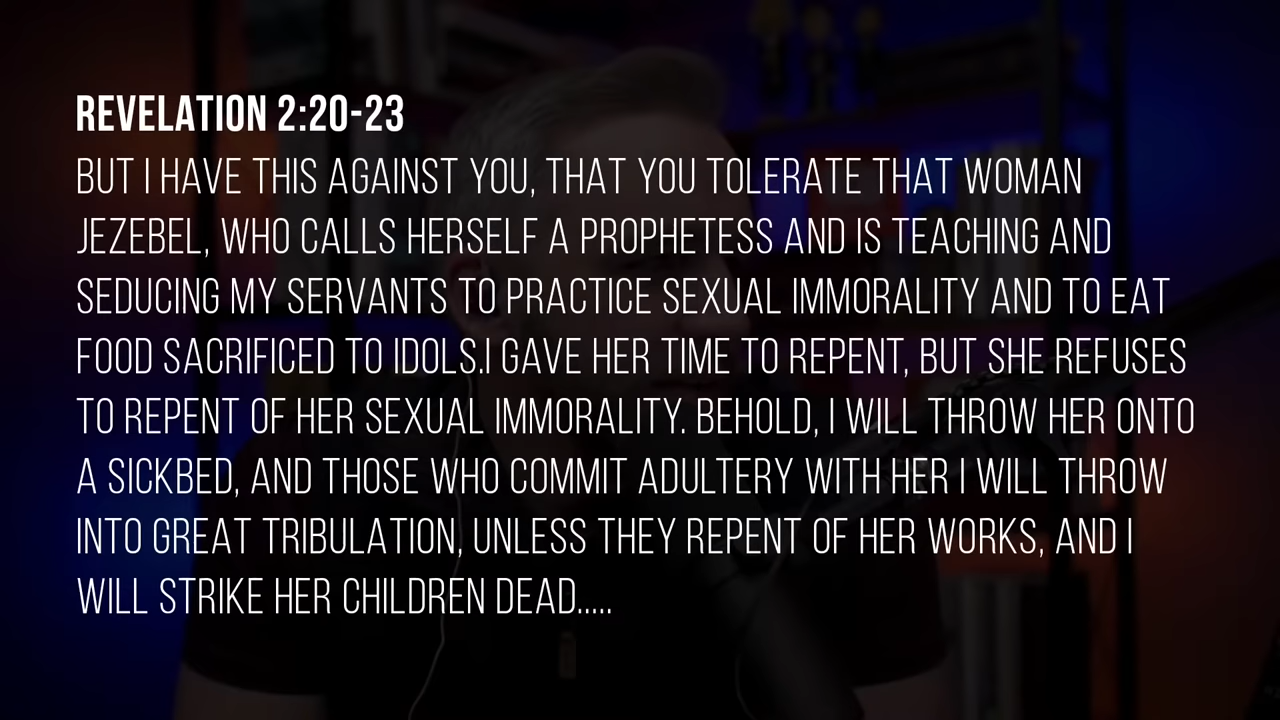 REVELATION 2:20-23
BUT I HAVE THIS AGAINST YOU, THAT YOU TOLERATE THAT WOMAN
JEZEBEL, WHO CALLS HERSELF A PROPHETESS AND IS TEACHING AND
SEDUCING MY SERVANTS TO PRACTICE SEXUAL IMMORALITY AND TO EAT
FOOD SACRIFICED TO IDOLS.I GAVE HER TIME TO REPENT, BUT SHE REFUSES
TO REPENT OF HER SEXUAL IMMORALITY. BEHOLD, I WILL THROW HER ONTO
A SICKBED, AND THOSE WHO COMMIT ADULTERY WITH HER I WILL THROW
INTO GREAT TRIBULATION, UNLESS THEY REPENT OF HER WORKS, AND I
WILL STRIKE HER CHILDREN DEAD.....